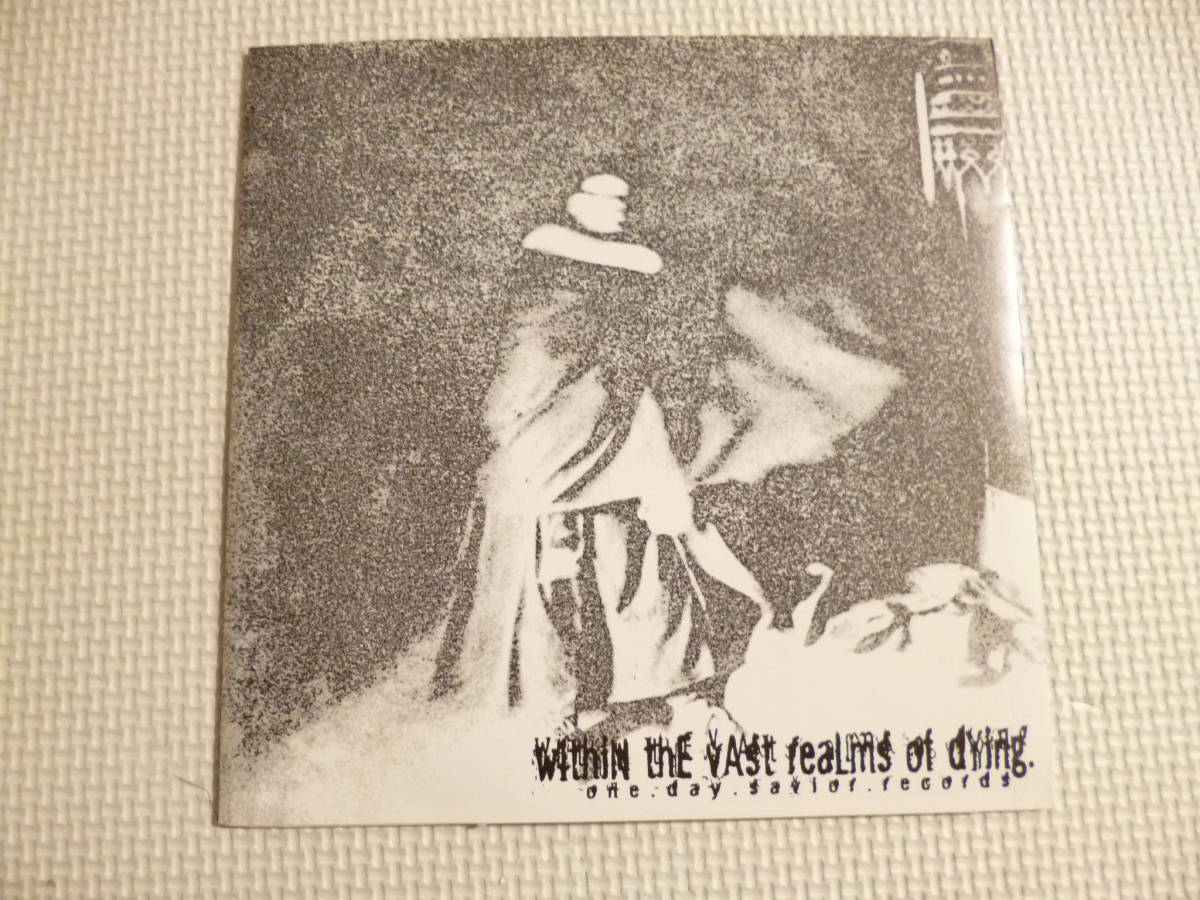 withiN thE vAst reaLms of dYing.
one.day.savior.records